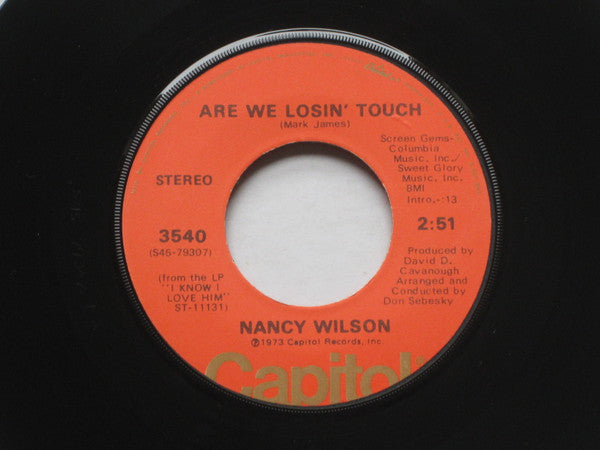 ARE WE LOSIN' TOUCH
(Mark James)
STEREO
3540
(S45-79307)
(from the LP
"I KNOW I
LOVE HIM"
ST-11131)
Screen Gems-
Columbia
Music, Inc./
Sweet Glory
Music, Inc.
BMI
Intro.-:13
2:51
Produced by
David D.
Cavanough
Arranged and
Conducted by
Don Sebesky
NANCY WILSON
℗1973 Capitol Records, Inc.
Capitol